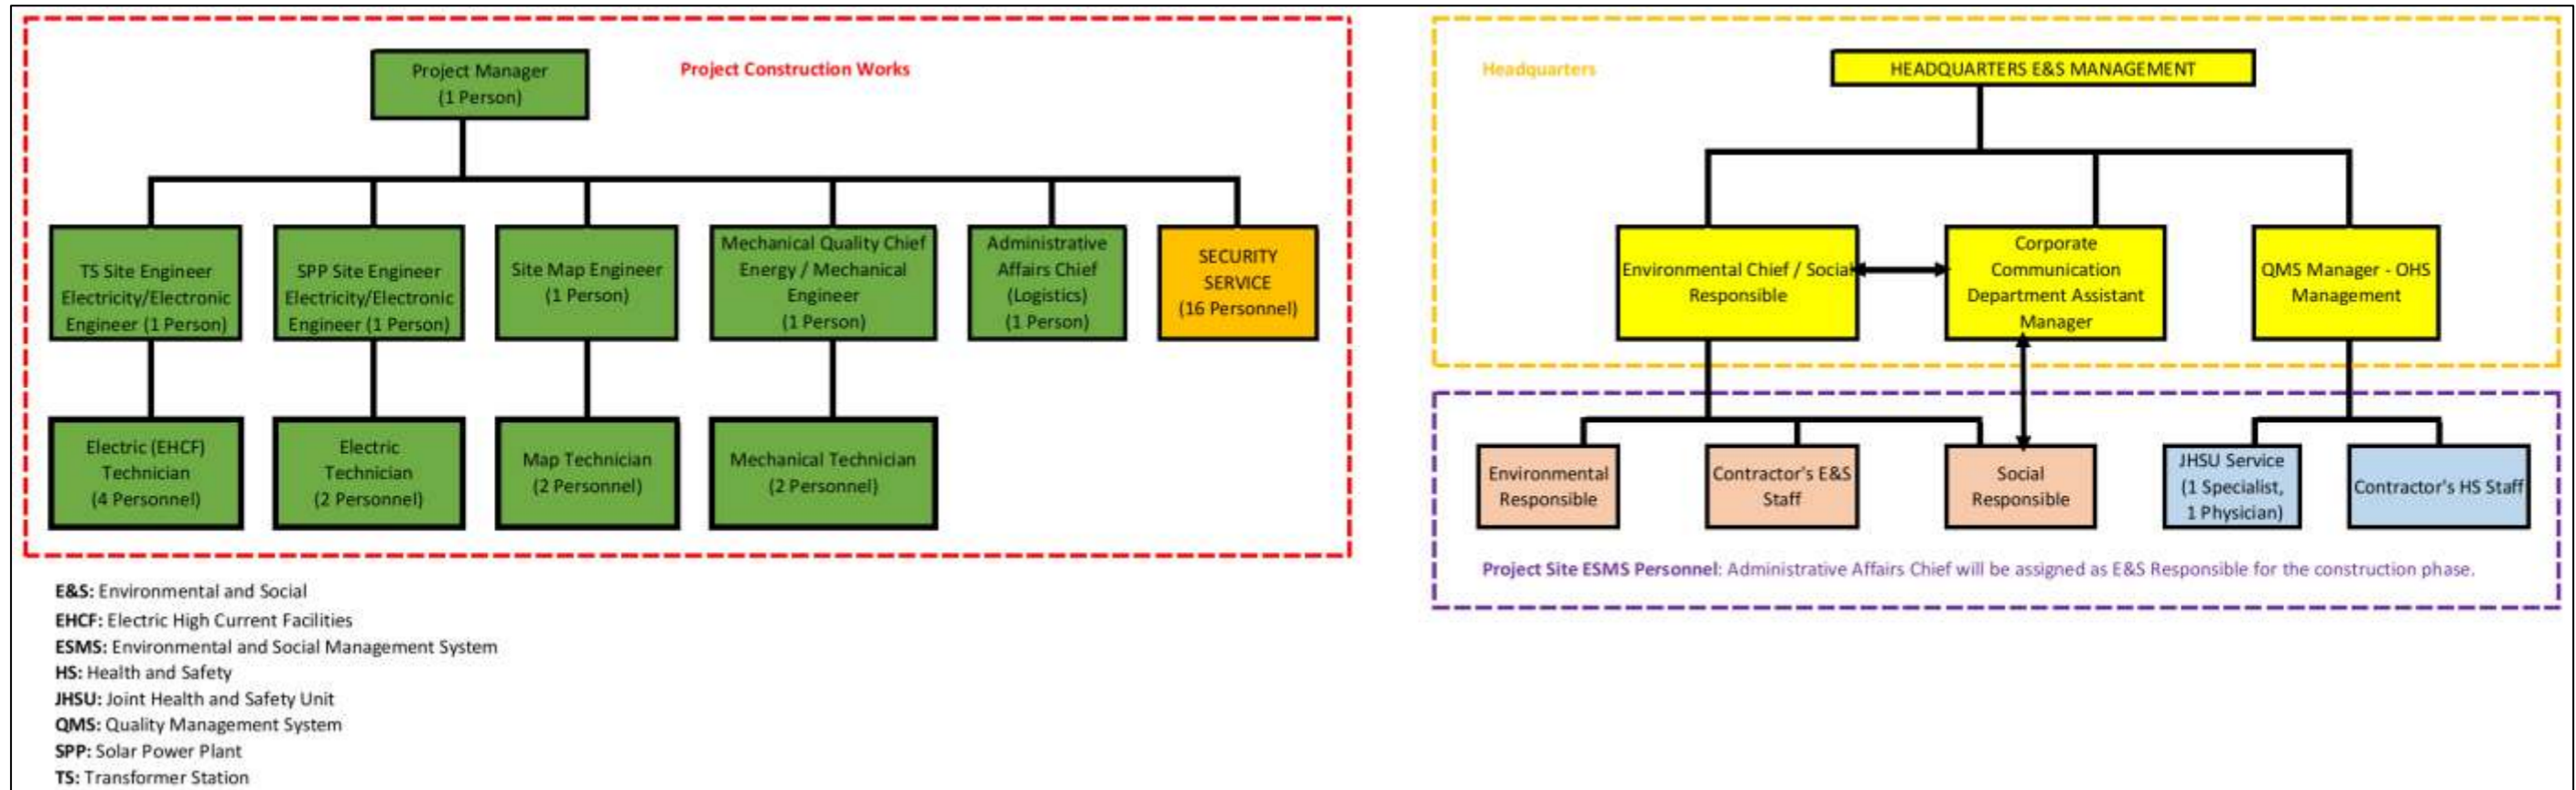 Project Manager
(1 Person)
Project Construction Works
TS Site Engineer
Electricity/Electronic
Engineer (1 Person)
SPP Site Engineer
Electricity/Electronic
Engineer (1 Person)
Site Map Engineer
(1 Person)
Mechanical Quality Chief
Energy / Mechanical
Engineer
(1 Person)
Administrative
Affairs Chief
(Logistics)
(1 Person)
SECURITY
SERVICE
(16 Personnel)
Electric (EHCF)
Technician
(4 Personnel)
Electric
Technician
(2 Personnel)
Map Technician
(2 Personnel)
Mechanical Technician
(2 Personnel)
E&S: Environmental and Social
EHCF: Electric High Current Facilities
ESMS: Environmental and Social Management System
HS: Health and Safety
JHSU: Joint Health and Safety Unit
QMS: Quality Management System
SPP: Solar Power Plant
TS: Transformer Station
Headquarters
HEADQUARTERS E&S MANAGEMENT
Environmental Chief / Social
Responsible
Corporate
Communication
Department Assistant
Manager
QMS Manager - OHS
Management
Environmental
Responsible
Contractor's E&S
Staff
Social
Responsible
JHSU Service
(1 Specialist,
1 Physician)
Contractor's HS Staff
Project Site ESMS Personnel: Administrative Affairs Chief will be assigned as E&S Responsible for the construction phase.